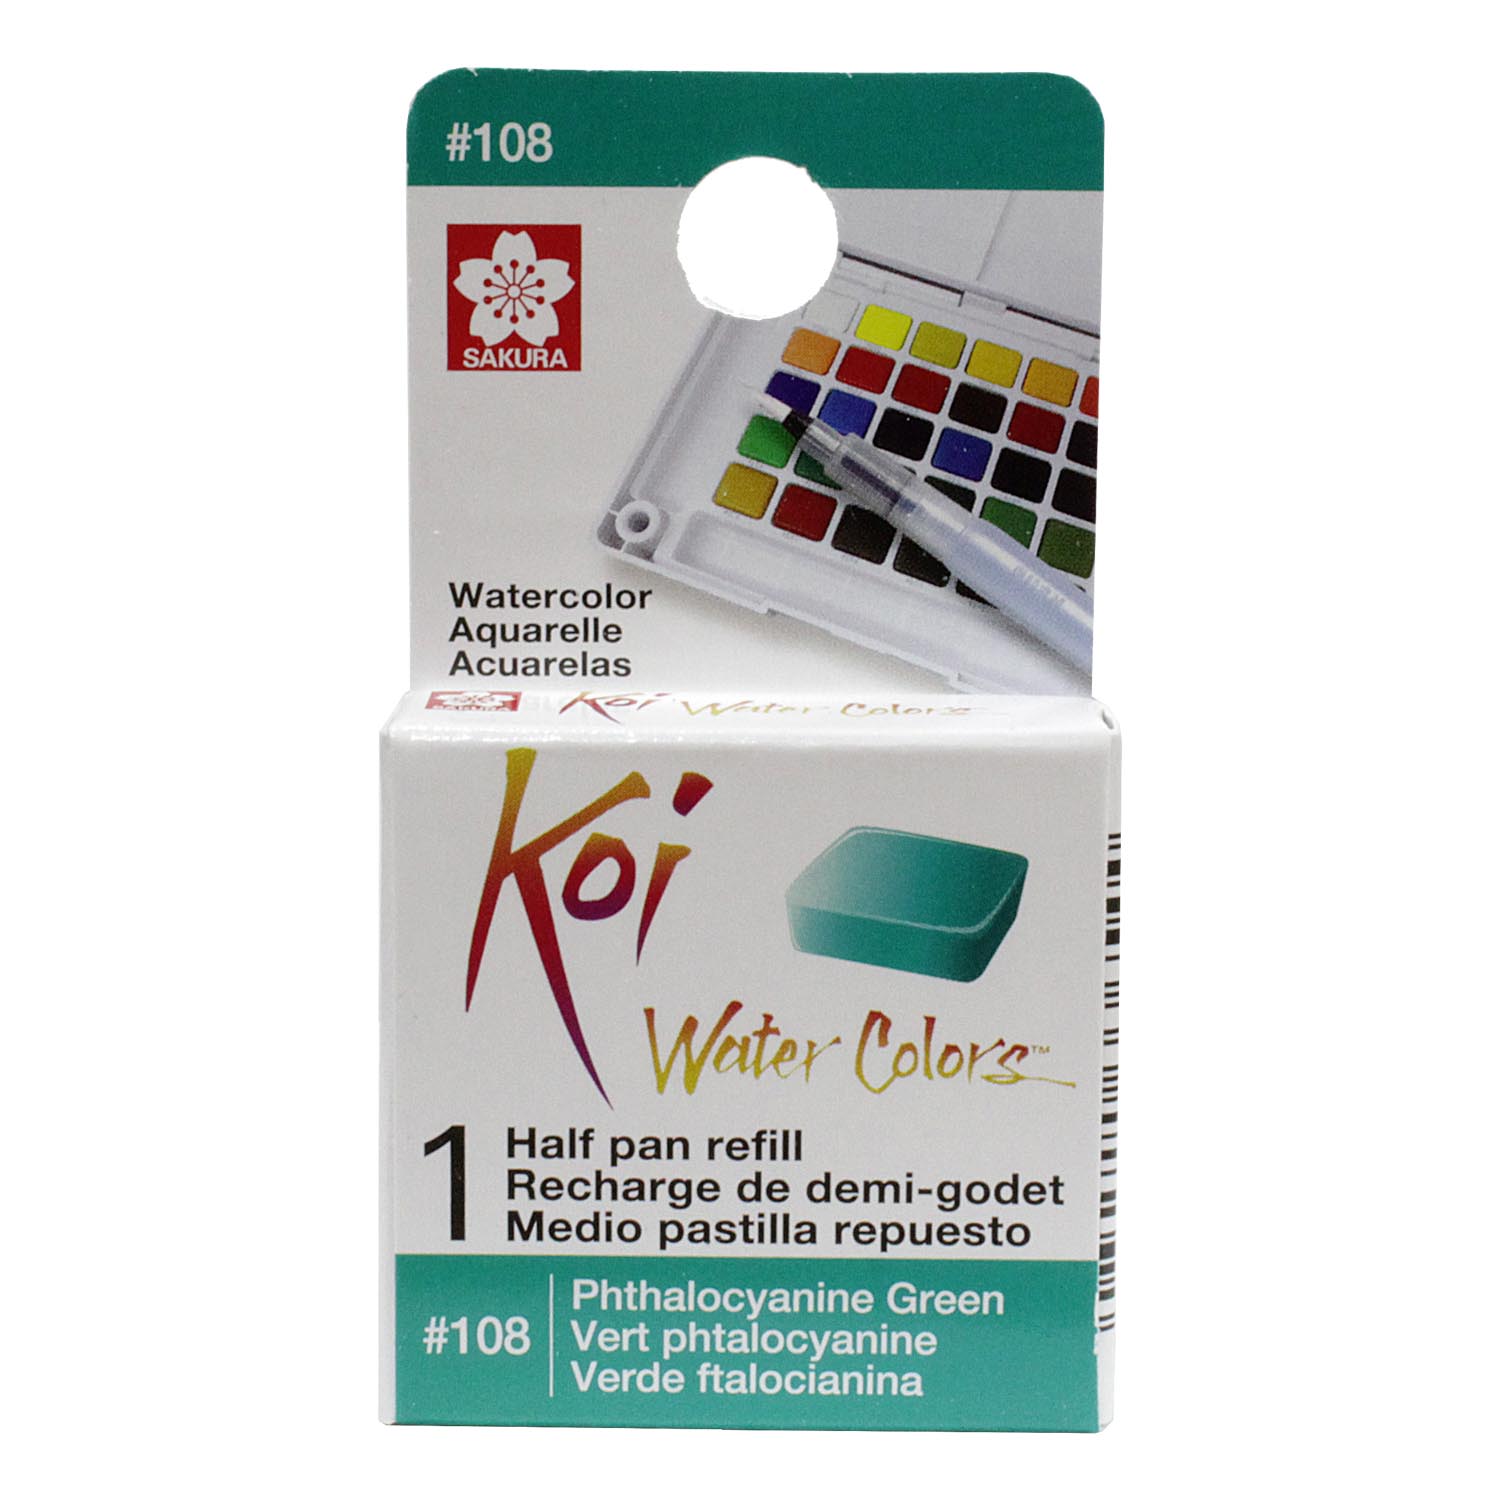 #108
SAKURA
Watercolor
Aquarelle
Acuarelas
SAKURA Koi Water Colors
Koi
Water Colors™
1 Half pan refill
Recharge de demi-godet
Medio pastilla repuesto
#108
Phthalocyanine Green
Vert phtalocyanine
Verde ftalocianina